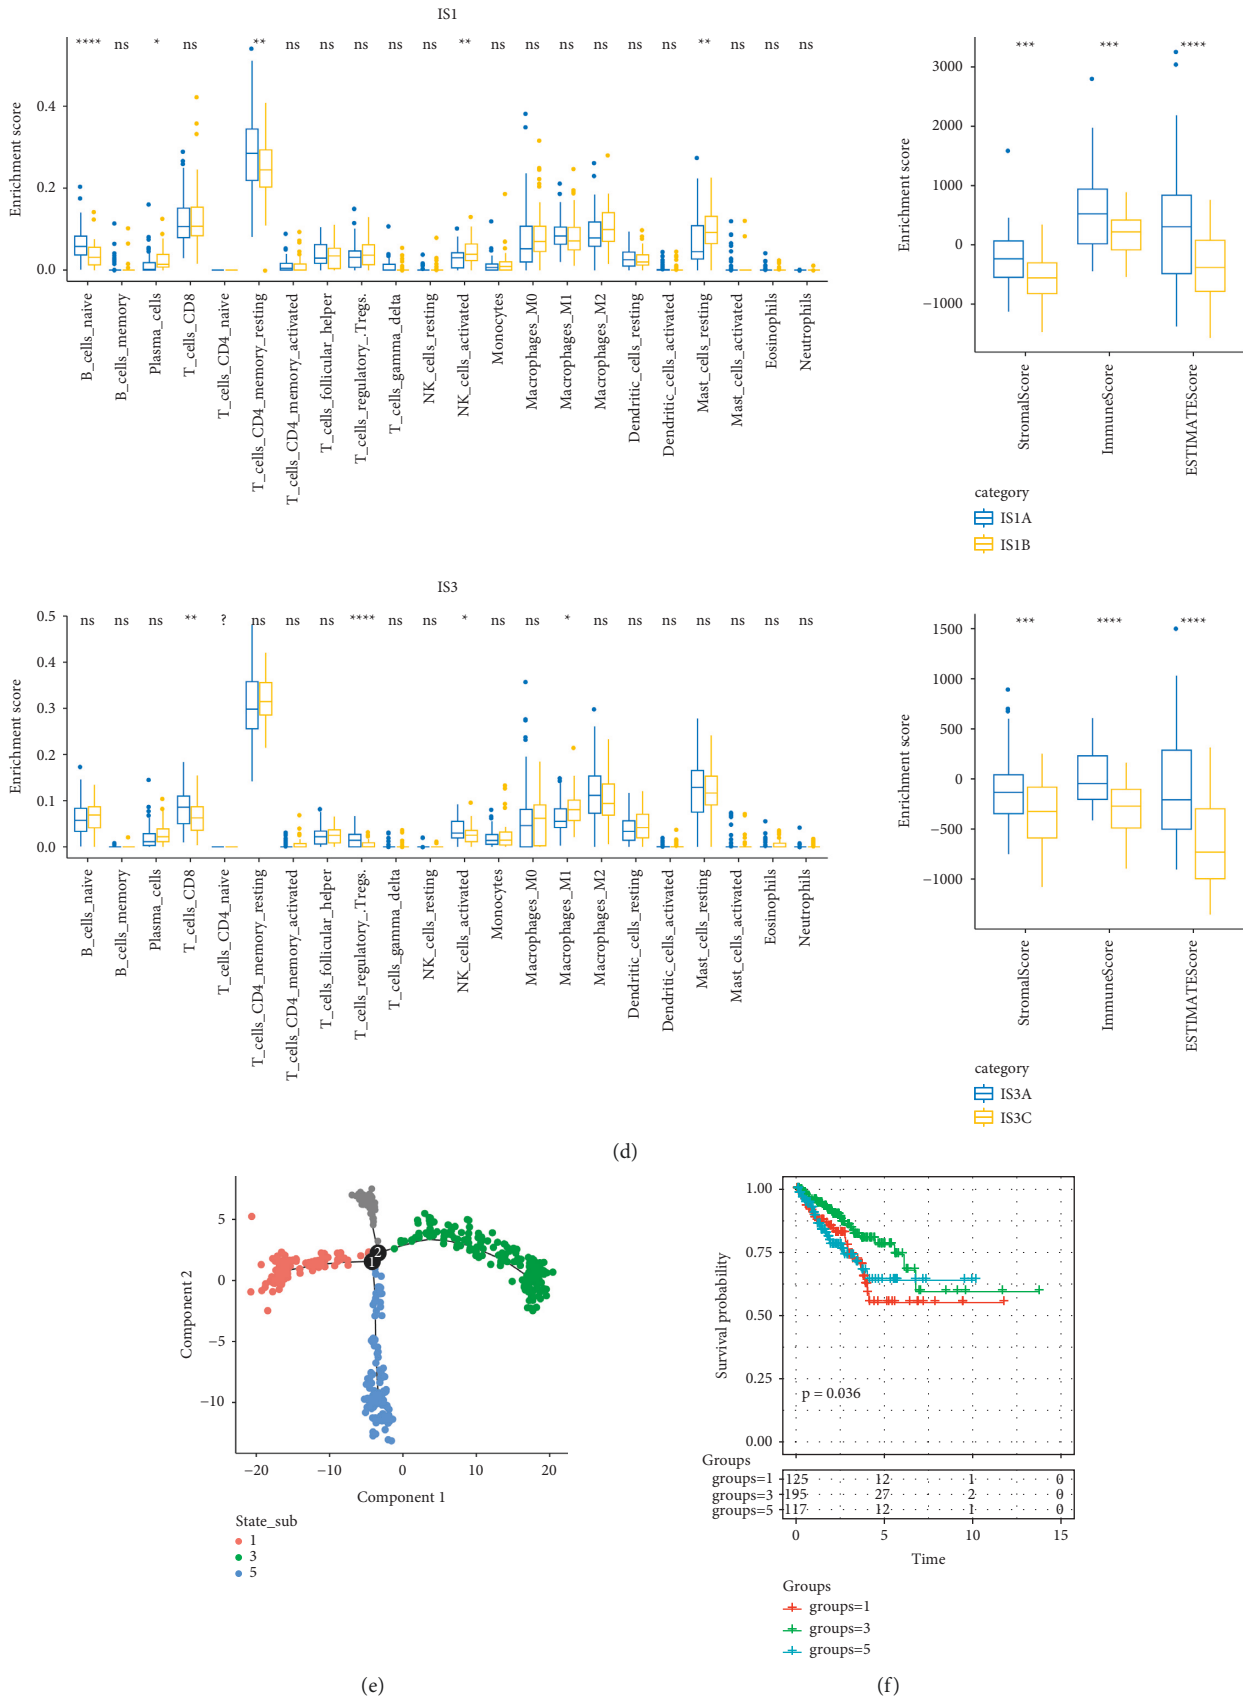 IS1
**** ns * ns ** ns ns ns ns ns ** ns ns ns ns ns ns ** ns ns ns
Enrichment score
0.4
0.2
0.0
B_cells_naive
B_cells_memory
Plasma_cells
T_cells_CD8
T_cells_CD4_naive
T_cells_CD4_memory_resting
T_cells_CD4_memory_activated
T_cells_follicular_helper
T_cells_regulatory_.Tregs.
T_cells_gamma_delta
NK_cells_resting
NK_cells_activated
Monocytes
Macrophages_M0
Macrophages_M1
Macrophages_M2
Dendritic_cells_resting
Dendritic_cells_activated
Mast_cells_resting
Mast_cells_activated
Eosinophils
Neutrophils
*** *** ****
Enrichment score
3000
2000
1000
0
−1000
StromalScore
ImmuneScore
ESTIMATEScore
category
IS1A
IS1B
IS3
ns ns ns ** ? ns ns ns **** ns ns * ns ns * ns ns ns ns ns ns ns
Enrichment score
0.5
0.4
0.3
0.2
0.1
0.0
B_cells_naive
B_cells_memory
Plasma_cells
T_cells_CD8
T_cells_CD4_naive
T_cells_CD4_memory_resting
T_cells_CD4_memory_activated
T_cells_follicular_helper
T_cells_regulatory_.Tregs.
T_cells_gamma_delta
NK_cells_resting
NK_cells_activated
Monocytes
Macrophages_M0
Macrophages_M1
Macrophages_M2
Dendritic_cells_resting
Dendritic_cells_activated
Mast_cells_resting
Mast_cells_activated
Eosinophils
Neutrophils
*** **** ****
Enrichment score
1500
1000
500
0
−500
−1000
StromalScore
ImmuneScore
ESTIMATEScore
category
IS3A
IS3C
(d)
Component 2
5
0
−5
−10
1
2
−20 −10 0 10 20
Component 1
State_sub
1
3
5
(e)
Survival probability
1.00
0.75
0.50
0.25
0.00
p = 0.036
Groups
groups=1 125 12 1 0
groups=3 195 27 2 0
groups=5 117 12 1 0
0 5 10 15
Time
Groups
groups=1
groups=3
groups=5
(f)